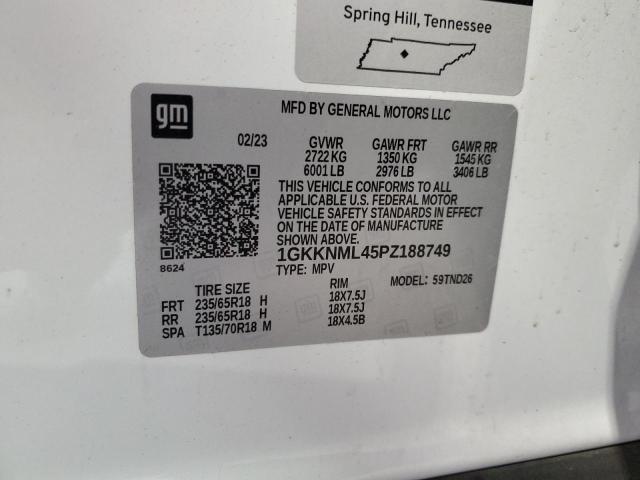 Spring Hill, Tennessee
gm
MFD BY GENERAL MOTORS LLC
02/23 GVWR GAWR FRT GAWR RR
2722 KG 1350 KG 1545 KG
6001 LB 2976 LB 3406 LB
THIS VEHICLE CONFORMS TO ALL
APPLICABLE U.S. FEDERAL MOTOR
VEHICLE SAFETY STANDARDS IN EFFECT
ON THE DATE OF MANUFACTURE
SHOWN ABOVE.
8624
1GKKNML45PZ188749
TYPE: MPV MODEL: 59TND26
TIRE SIZE RIM
FRT 235/65R18 H 18X7.5J
RR 235/65R18 H 18X7.5J
SPA T135/70R18 M 18X4.5B